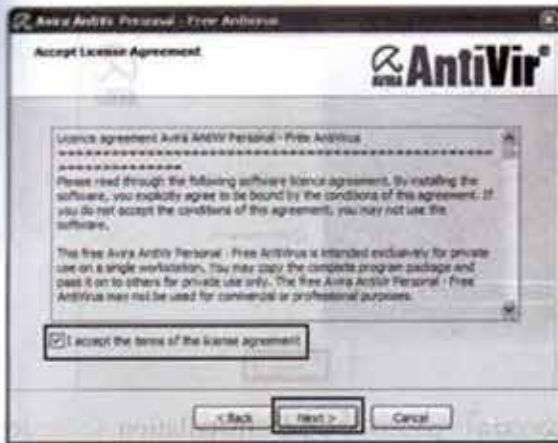 Avira AntiVir Personal - Free Antivirus
Accept License Agreement
AVIRA AntiVir®
Licence agreement Avira AntiVir Personal - Free Antivirus
Please read through the following software licence agreement. By installing the
software, you explicitly agree to be bound by the conditions of this agreement. If
you do not accept the conditions of this agreement, you may not use the
software.
This free Avira AntiVir Personal - Free Antivirus is intended exclusively for private
use on a single workstation. You may copy the complete program package and
pass it on to others for private use only. The free Avira AntiVir Personal - Free
Antivirus may not be used for commercial or professional purposes.
I accept the terms of the license agreement
< Back
Next >
Cancel